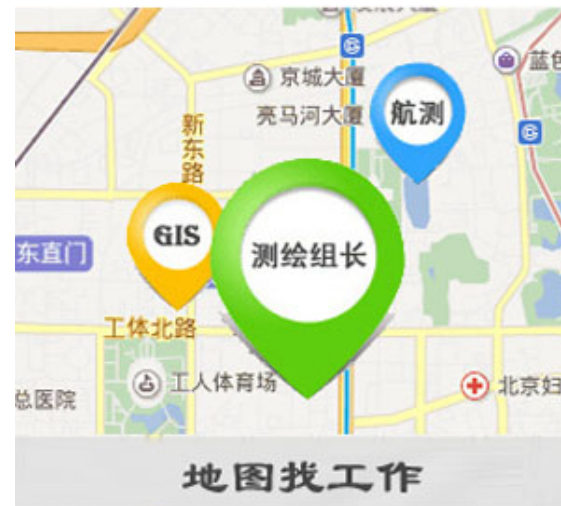 京城大厦
蓝色
亮马河大厦
航测
新东路
GIS
测绘组长
东直门
工体北路
工人体育场
总医院
北京妇
地图找工作